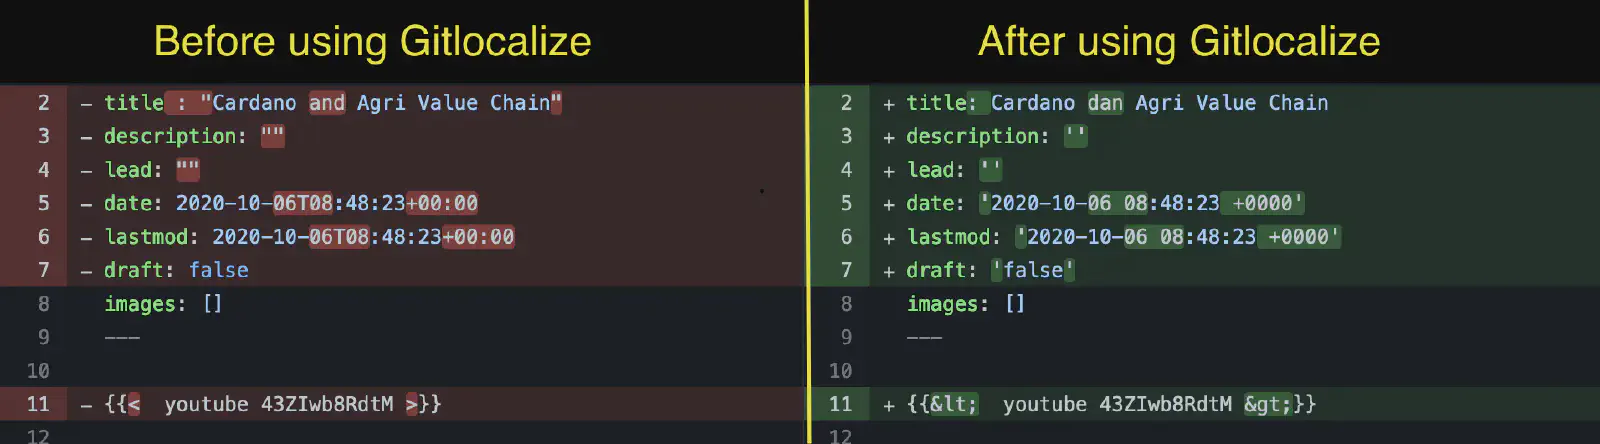 Before using Gitlocalize
2 - title : "Cardano and Agri Value Chain"
3 - description: ""
4 - lead: ""
5 - date: 2020-10-06T08:48:23+00:00
6 - lastmod: 2020-10-06T08:48:23+00:00
7 - draft: false
8 images: []
9 ---
10
11 - {{<  youtube 43ZIwb8RdtM >}}
12
After using Gitlocalize
2 + title: Cardano dan Agri Value Chain
3 + description: ''
4 + lead: ''
5 + date: '2020-10-06 08:48:23 +0000'
6 + lastmod: '2020-10-06 08:48:23 +0000'
7 + draft: 'false'
8 images: []
9 ---
10
11 + {{&lt;  youtube 43ZIwb8RdtM &gt;}}
12